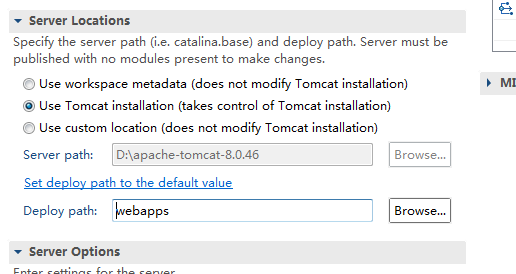 Server Locations
Specify the server path (i.e. catalina.base) and deploy path. Server must be
published with no modules present to make changes.
Use workspace metadata (does not modify Tomcat installation)
Use Tomcat installation (takes control of Tomcat installation)
Use custom location (does not modify Tomcat installation)
Server path: D:\apache-tomcat-8.0.46 Browse...
Set deploy path to the default value
Deploy path: webapps Browse...
Server Options
Enter settings for the server
MI